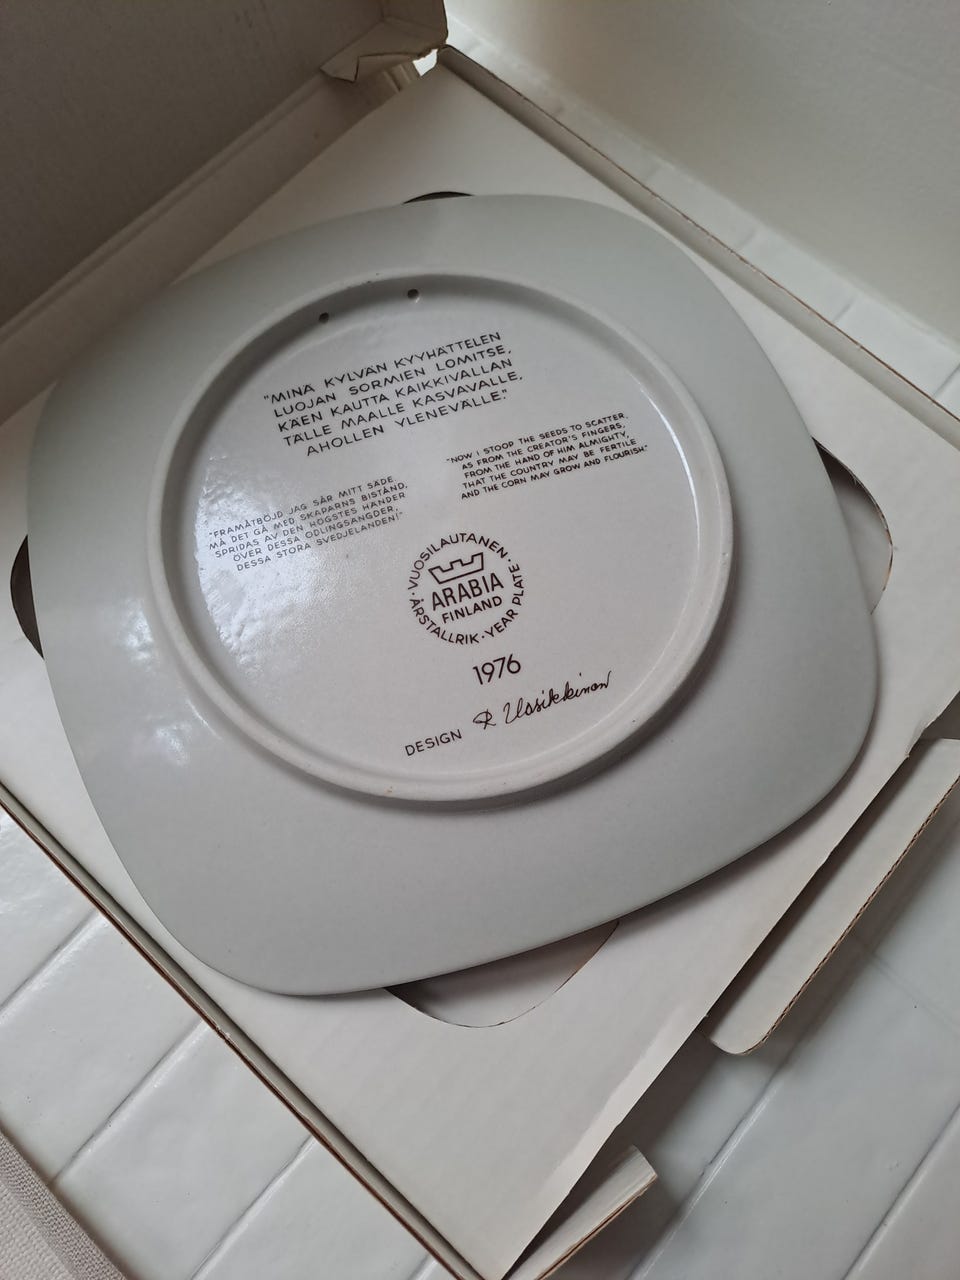 "MINÄ KYLVÄN KYYHÄTTELEN
LUOJAN SORMIEN LOMITSE,
KÄEN KAUTTA KAIKKIVALLAN
TÄLLE MAALLE KASVAVALLE,
AHOLLEN YLENEVÄLLE."
"NOW I STOOP THE SEEDS TO SCATTER,
AS FROM THE CREATOR'S FINGERS,
FROM THE HAND OF HIM ALMIGHTY,
THAT THE COUNTRY MAY BE FERTILE
AND THE CORN MAY GROW AND FLOURISH."
"FRAMÅTBÖJD JAG SÅR MITT SÄDE,
MÅ DET GÅ MED SKAPARNS BISTÅND,
SPRIDAS AV DEN HÖGSTES HÄNDER
ÖVER DESSA ODLINGSÄNGDER,
DESSA STORA SVEDJELANDEN!"
· VUOSILAUTANEN ·
ARABIA
FINLAND
ÅRSTALLRIK · YEAR PLATE
1976
DESIGN R Uosikkinen